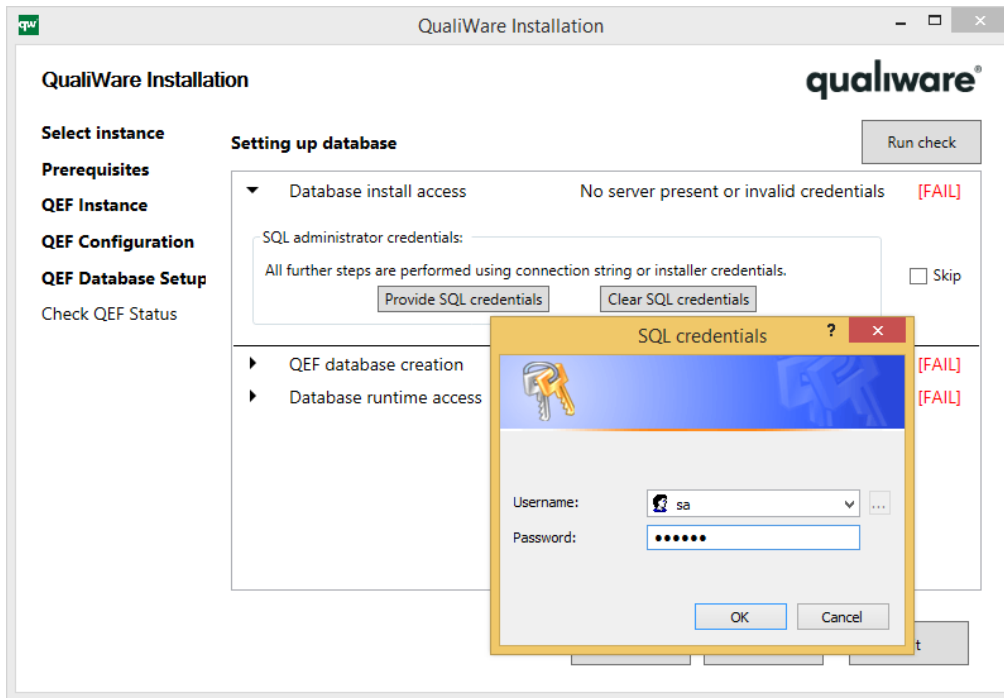 qw
QualiWare Installation
QualiWare Installation
qualiware®
Select instance
Prerequisites
QEF Instance
QEF Configuration
QEF Database Setup
Check QEF Status
Setting up database
Run check
Database install access No server present or invalid credentials [FAIL]
SQL administrator credentials:
All further steps are performed using connection string or installer credentials.
Provide SQL credentials Clear SQL credentials
Skip
QEF database creation [FAIL]
Database runtime access [FAIL]
SQL credentials ?
Username: sa ...
Password: ••••••
OK Cancel
t